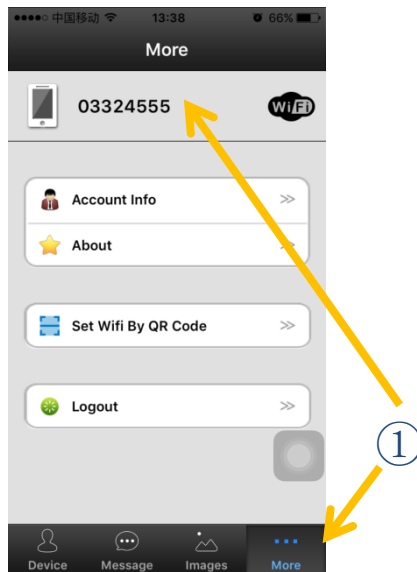 中国移动 13:38 66%
More
03324555 WiFi
Account Info >>
About >>
Set Wifi By QR Code >>
Logout >>
①
Device Message Images More